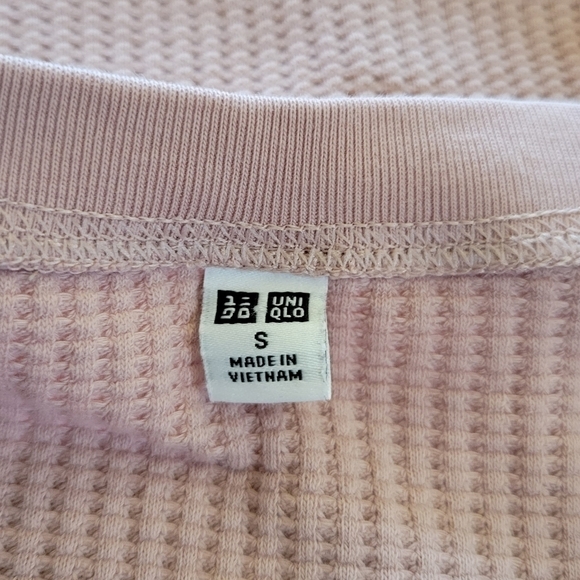 ユニ UNI
クロ QLO
S
MADE IN
VIETNAM